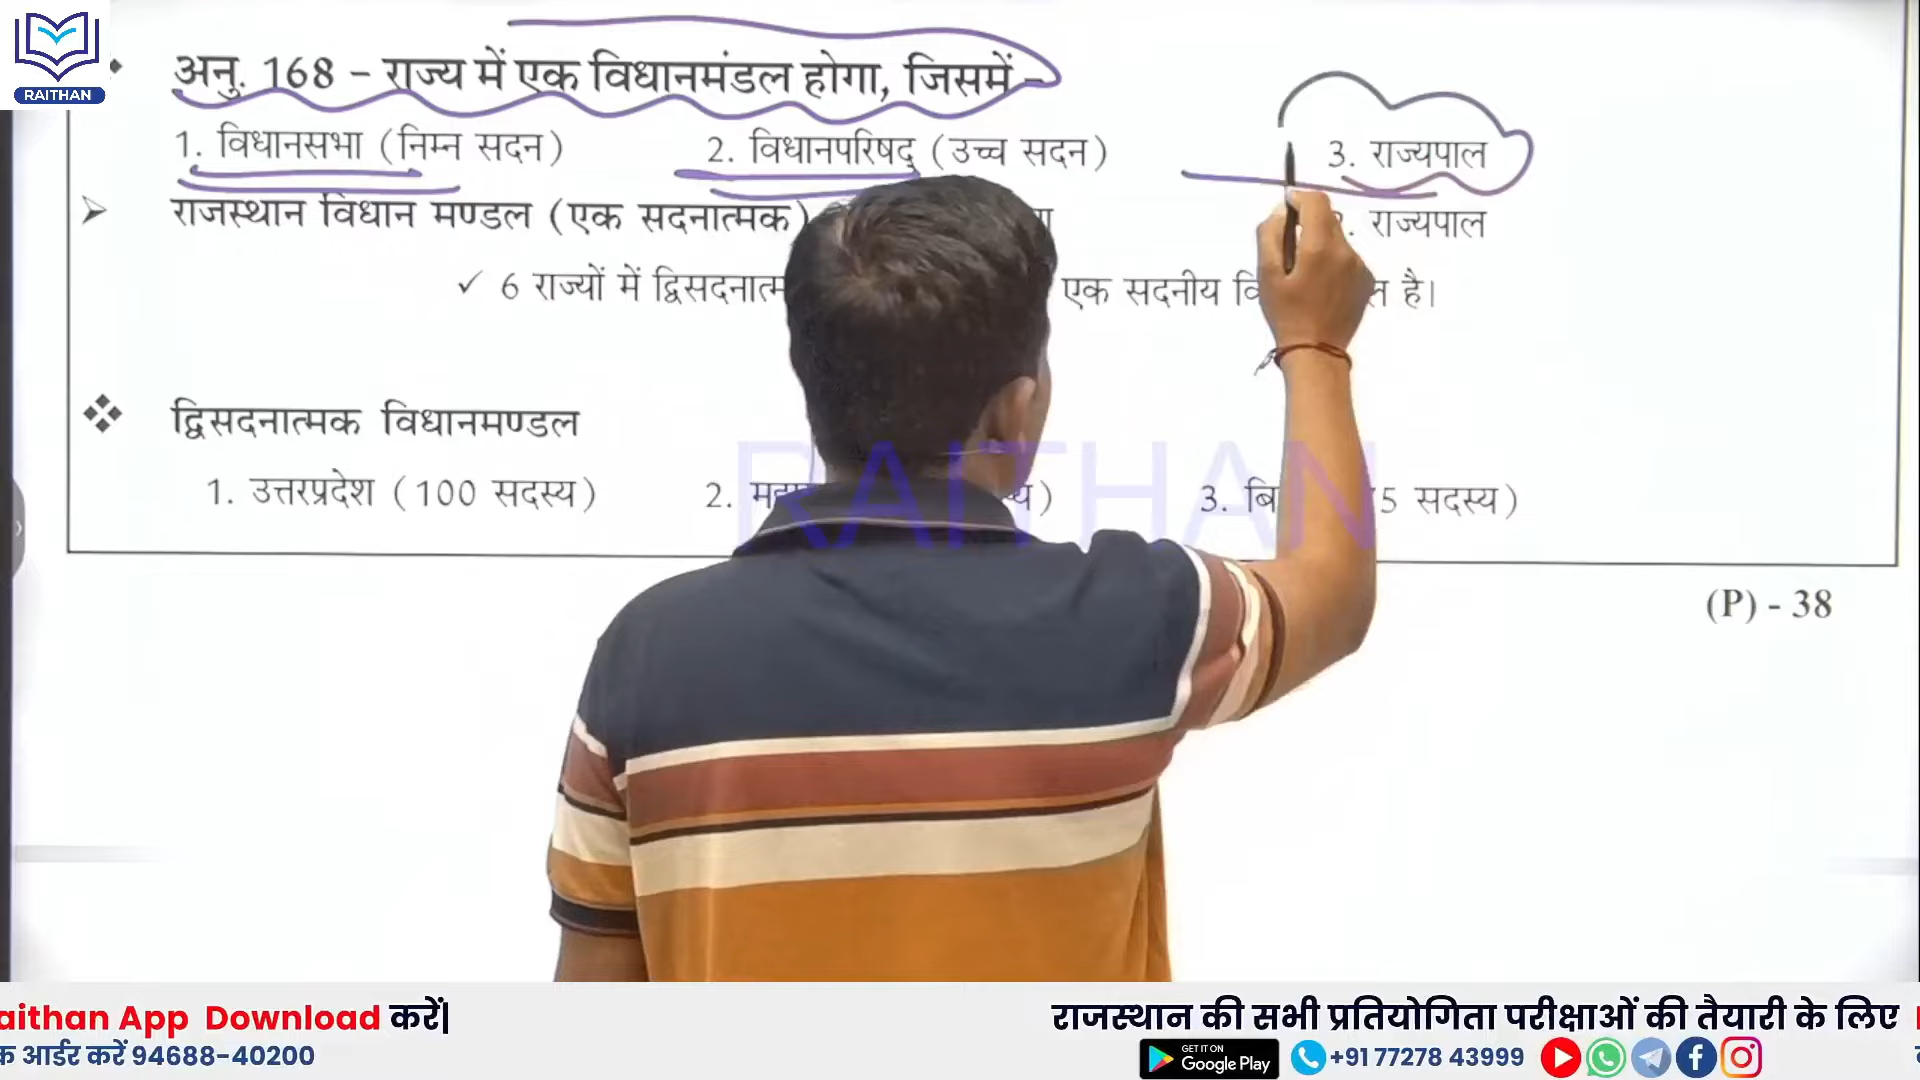 RAITHAN
अनु. 168 - राज्य में एक विधानमंडल होगा, जिसमें -
1. विधानसभा (निम्न सदन) 2. विधानपरिषद् (उच्च सदन) 3. राज्यपाल
राजस्थान विधान मण्डल (एक सदनात्मक) राज्यपाल
✓ 6 राज्यों में एक सदनीय है।
द्विसदनात्मक विधानमण्डल
1. उत्तरप्रदेश (100 सदस्य) 2. 3. 5 सदस्य)
RAITHAN
(P) - 38
App Download करें|
राजस्थान की सभी प्रतियोगिता परीक्षाओं की तैयारी के लिए
आर्डर करें 94688-40200
GET IT ON
Google Play
+91 77278 43999